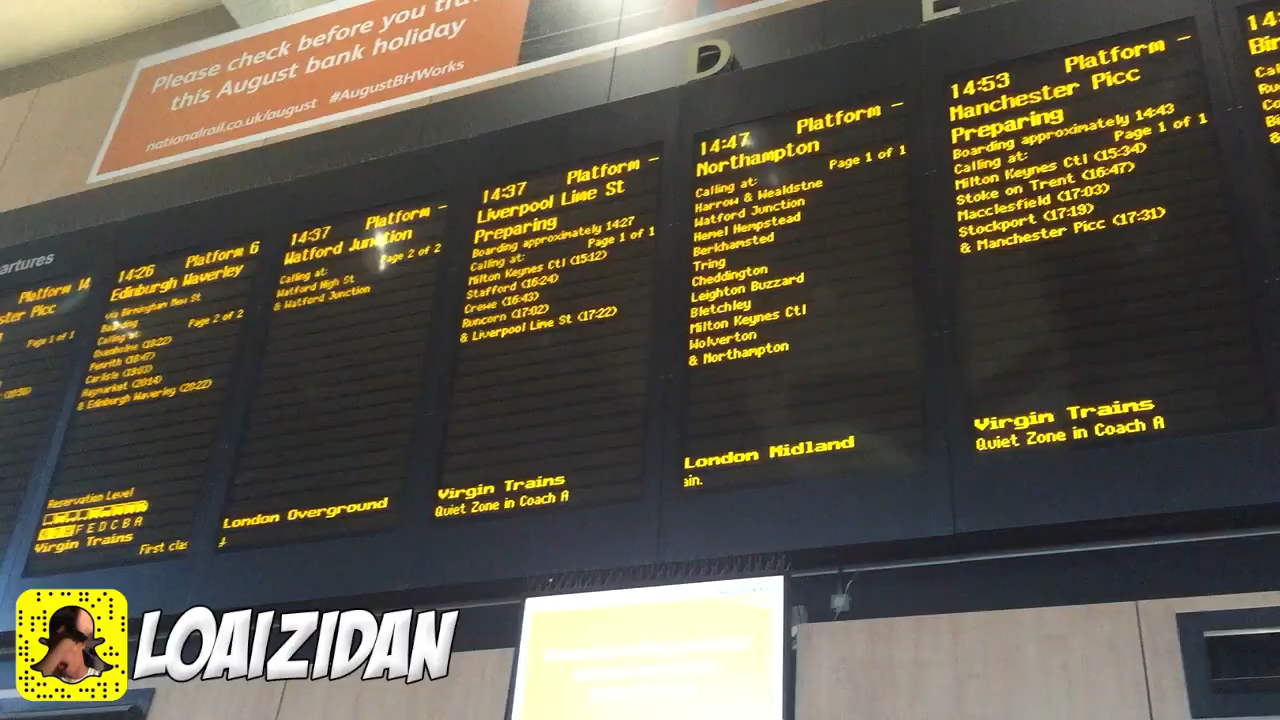 Please check before you
this August bank holiday
nationalrail.co.uk/august #AugustBHWorks
D
E
artures
Platform 14
ster Picc
Page 1 of 1
14:26 Platform 6
Edinburgh Waverley
via Birmingham New St
Boarding
Page 2 of 2
Calling at:
Oxenholme (18:22)
Penrith (18:47)
Carlisle (19:03)
Haymarket (20:14)
& Edinburgh Waverley (20:22)
Reservation Level
F E D C B A
Virgin Trains
First clas
14:37 Platform -
Watford Junction
Page 2 of 2
Calling at:
Watford High St
& Watford Junction
London Overground
14:37 Platform -
Liverpool Lime St
Preparing
Boarding approximately 14:27
Page 1 of 1
Calling at:
Milton Keynes Ctl (15:12)
Stafford (16:24)
Crewe (16:43)
Runcorn (17:02)
& Liverpool Lime St (17:22)
Virgin Trains
Quiet Zone in Coach A
14:47 Platform -
Northampton
Page 1 of 1
Calling at:
Harrow & Wealdstne
Watford Junction
Hemel Hempstead
Berkhamsted
Tring
Cheddington
Leighton Buzzard
Bletchley
Milton Keynes Ctl
Wolverton
& Northampton
London Midland
ain.
14:53 Platform -
Manchester Picc
Preparing
Boarding approximately 14:43
Page 1 of 1
Calling at:
Milton Keynes Ctl (15:34)
Stoke on Trent (16:47)
Macclesfield (17:03)
Stockport (17:19)
& Manchester Picc (17:31)
Virgin Trains
Quiet Zone in Coach A
LOAIZIDAN